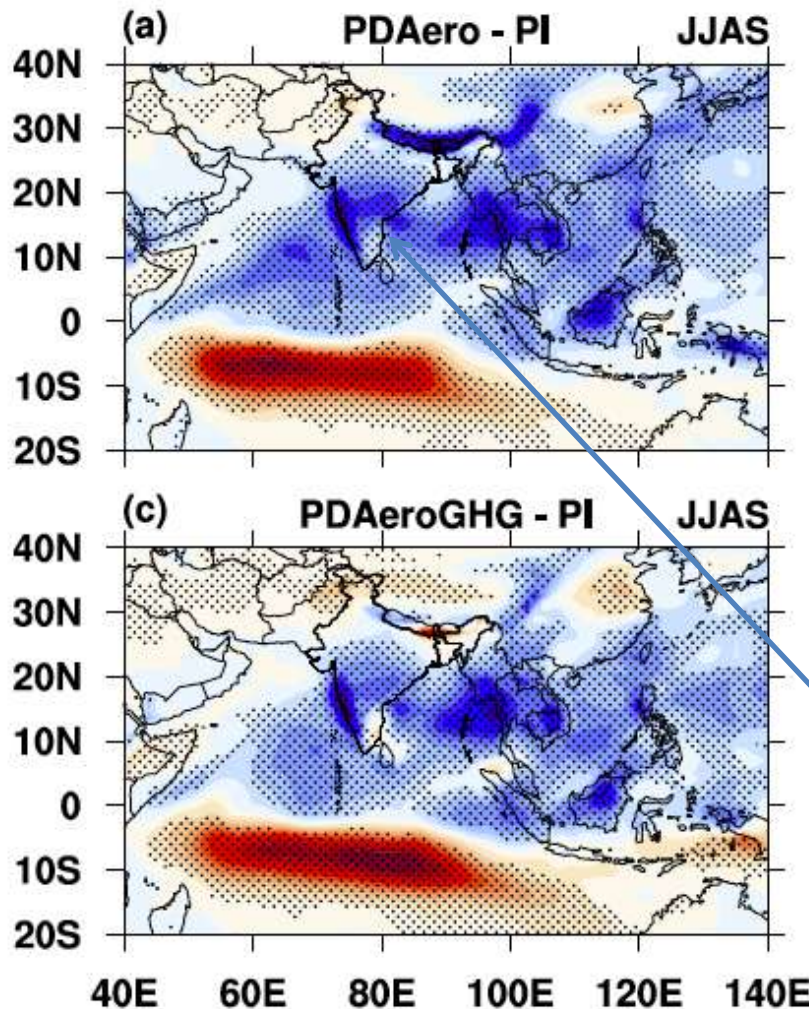 (a) PDAero - PI JJAS
40N
30N
20N
10N
0
10S
20S
(c) PDAeroGHG - PI JJAS
40N
30N
20N
10N
0
10S
20S
40E 60E 80E 100E 120E 140E